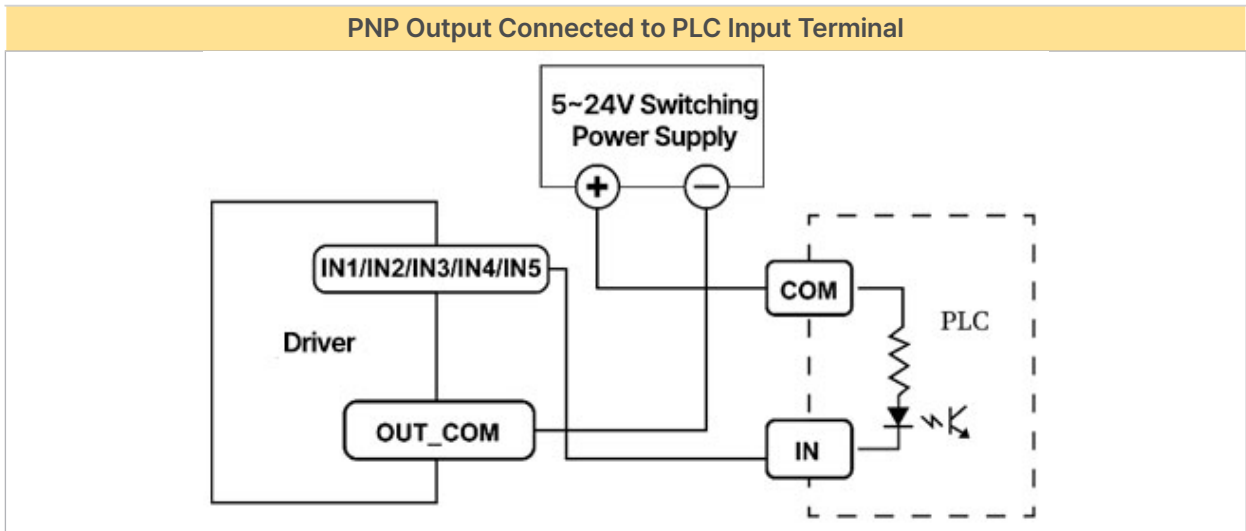 PNP Output Connected to PLC Input Terminal
5~24V Switching
Power Supply
+
−
IN1/IN2/IN3/IN4/IN5
COM
PLC
Driver
OUT_COM
IN